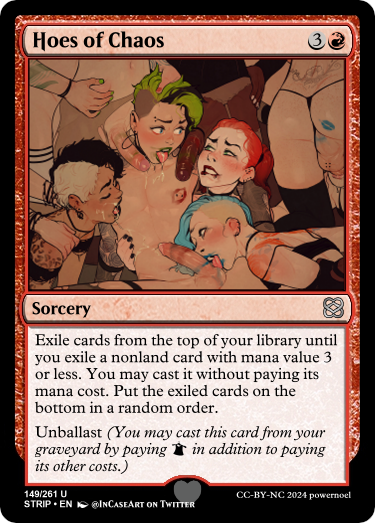 Hoes of Chaos
3
Sorcery
Exile cards from the top of your library until
you exile a nonland card with mana value 3
or less. You may cast it without paying its
mana cost. Put the exiled cards on the
bottom in a random order.
Unballast (You may cast this card from your
graveyard by paying in addition to paying
its other costs.)
149/261 U
STRIP • EN @InCaseArt on Twitter
CC-BY-NC 2024 powernoel